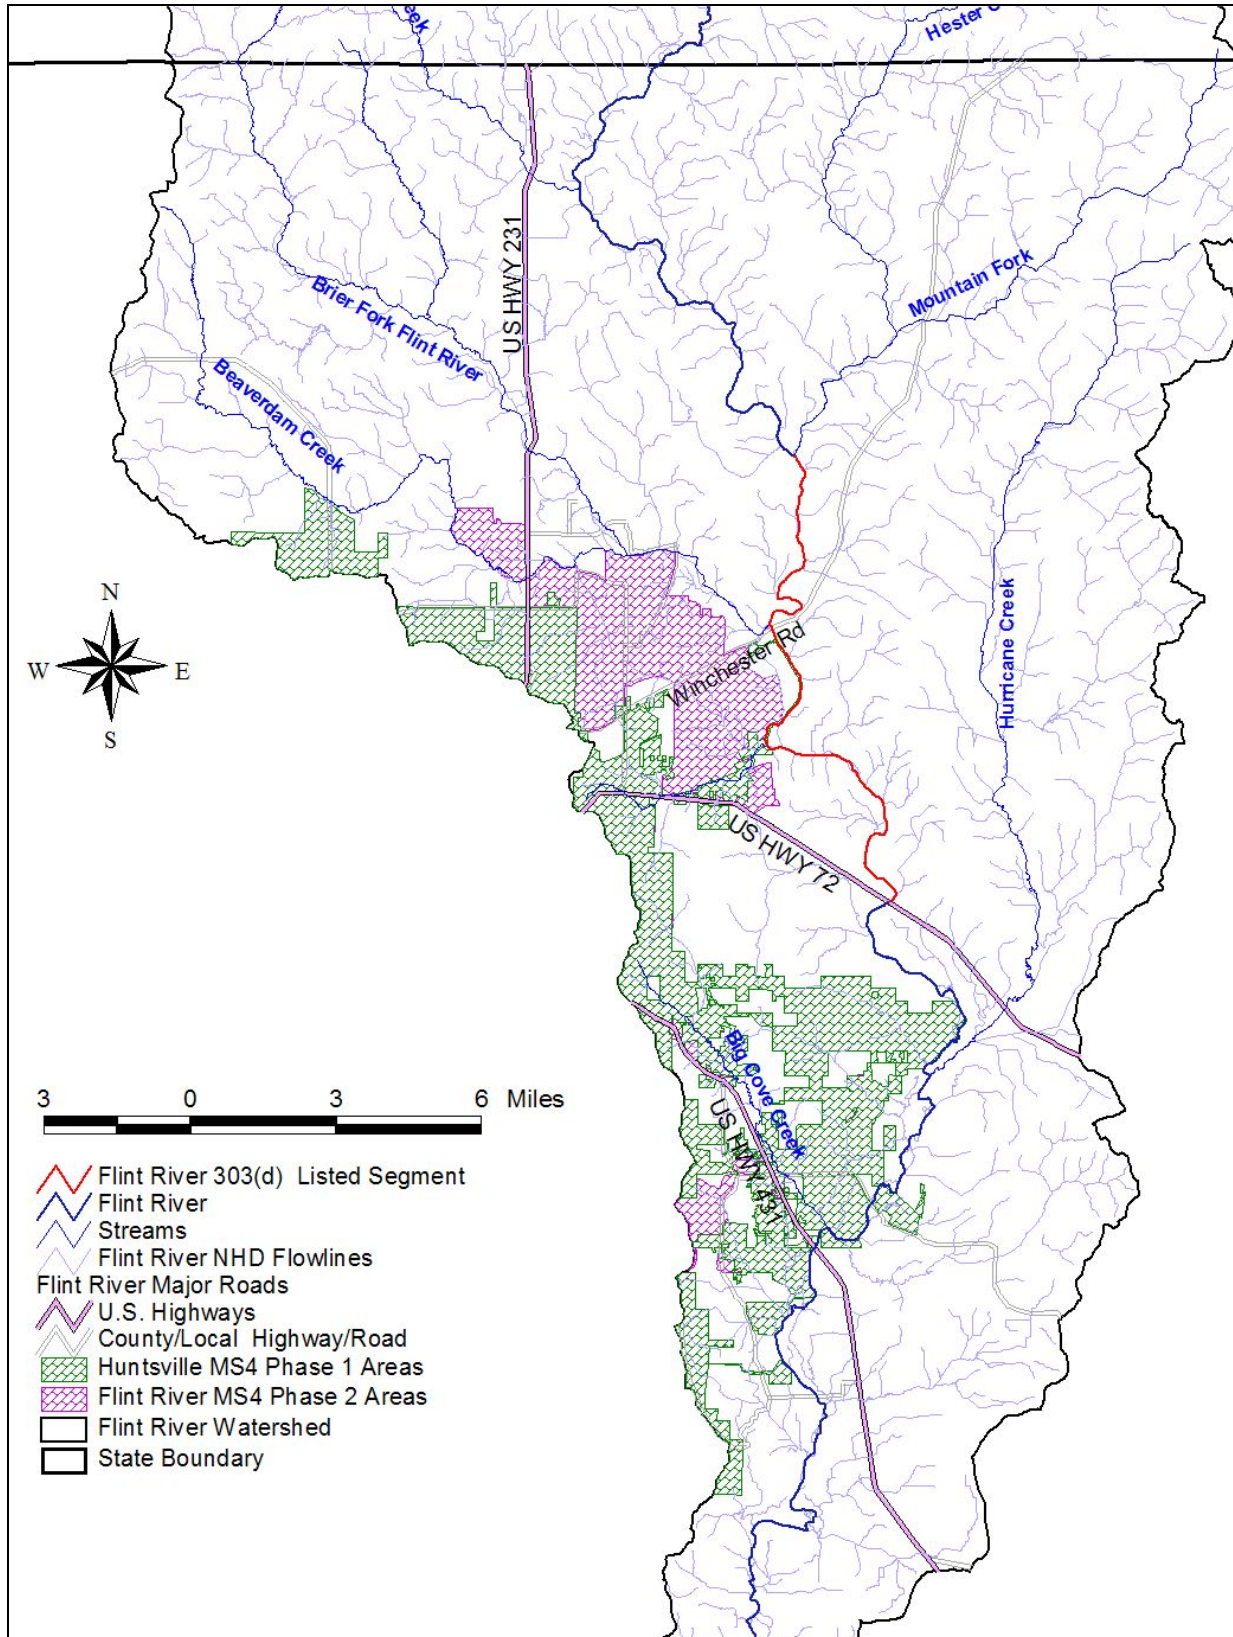 eek
Hester C
US HWY 231
Mountain Fork
Brier Fork Flint River
Beaverdam Creek
Hurricane Creek
N
W
E
S
Winchester Rd
US HWY 72
Big Cove Creek
US HWY 431
3 0 3 6 Miles
Flint River 303(d) Listed Segment
Flint River
Streams
Flint River NHD Flowlines
Flint River Major Roads
U.S. Highways
County/Local Highway/Road
Huntsville MS4 Phase 1 Areas
Flint River MS4 Phase 2 Areas
Flint River Watershed
State Boundary